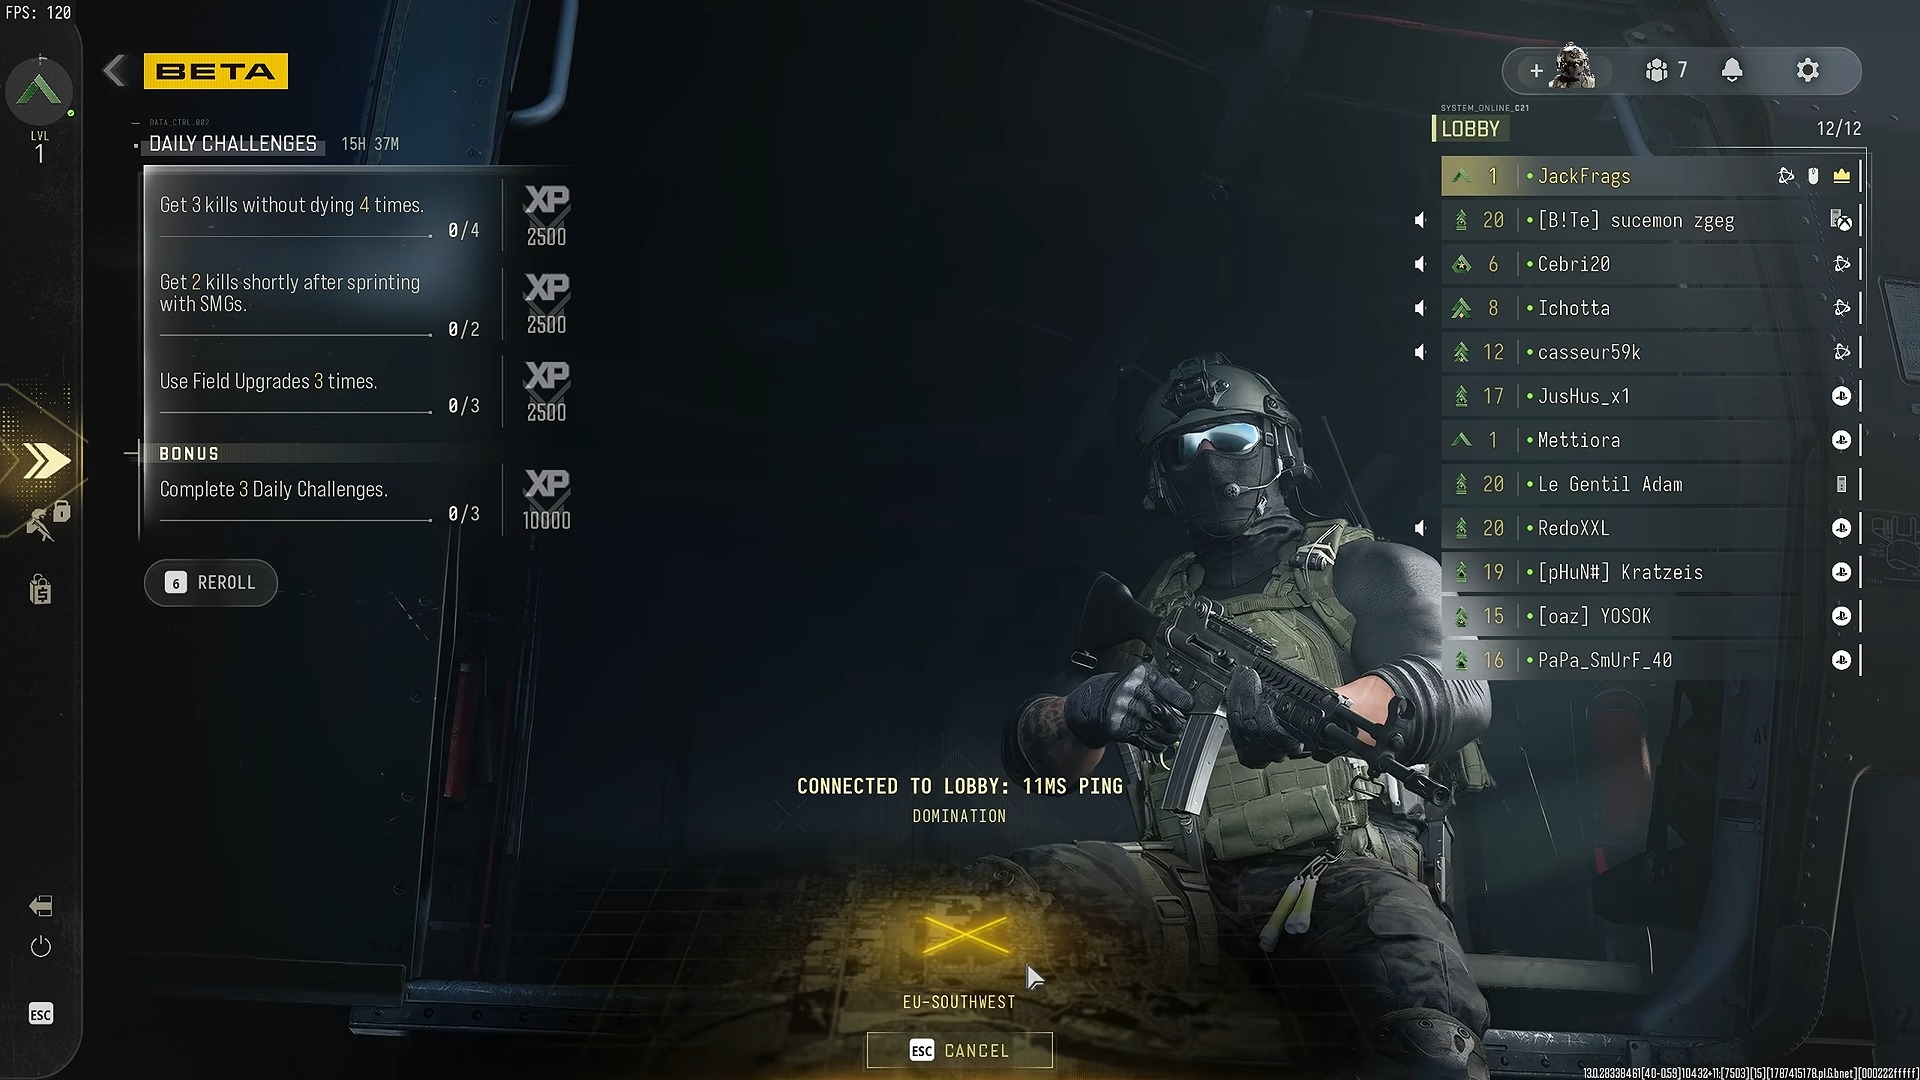 FPS: 120
BETA
LVL
1
DATA_CTRL.002
DAILY CHALLENGES 15H 37M
Get 3 kills without dying 4 times.
0/4
XP
2500
Get 2 kills shortly after sprinting
with SMGs.
0/2
XP
2500
Use Field Upgrades 3 times.
0/3
XP
2500
BONUS
Complete 3 Daily Challenges.
0/3
XP
10000
6 REROLL
ESC
+ 7
SYSTEM_ONLINE_C21
LOBBY 12/12
1 JackFrags
20 [B!Te] sucemon zgeg
6 Cebri20
8 Ichotta
12 casseur59k
17 JusHus_x1
1 Mettiora
20 Le Gentil Adam
20 RedoXXL
19 [pHuN#] Kratzeis
15 [oaz] YOSOK
16 PaPa_SmUrF_40
CONNECTED TO LOBBY: 11MS PING
DOMINATION
EU-SOUTHWEST
ESC CANCEL